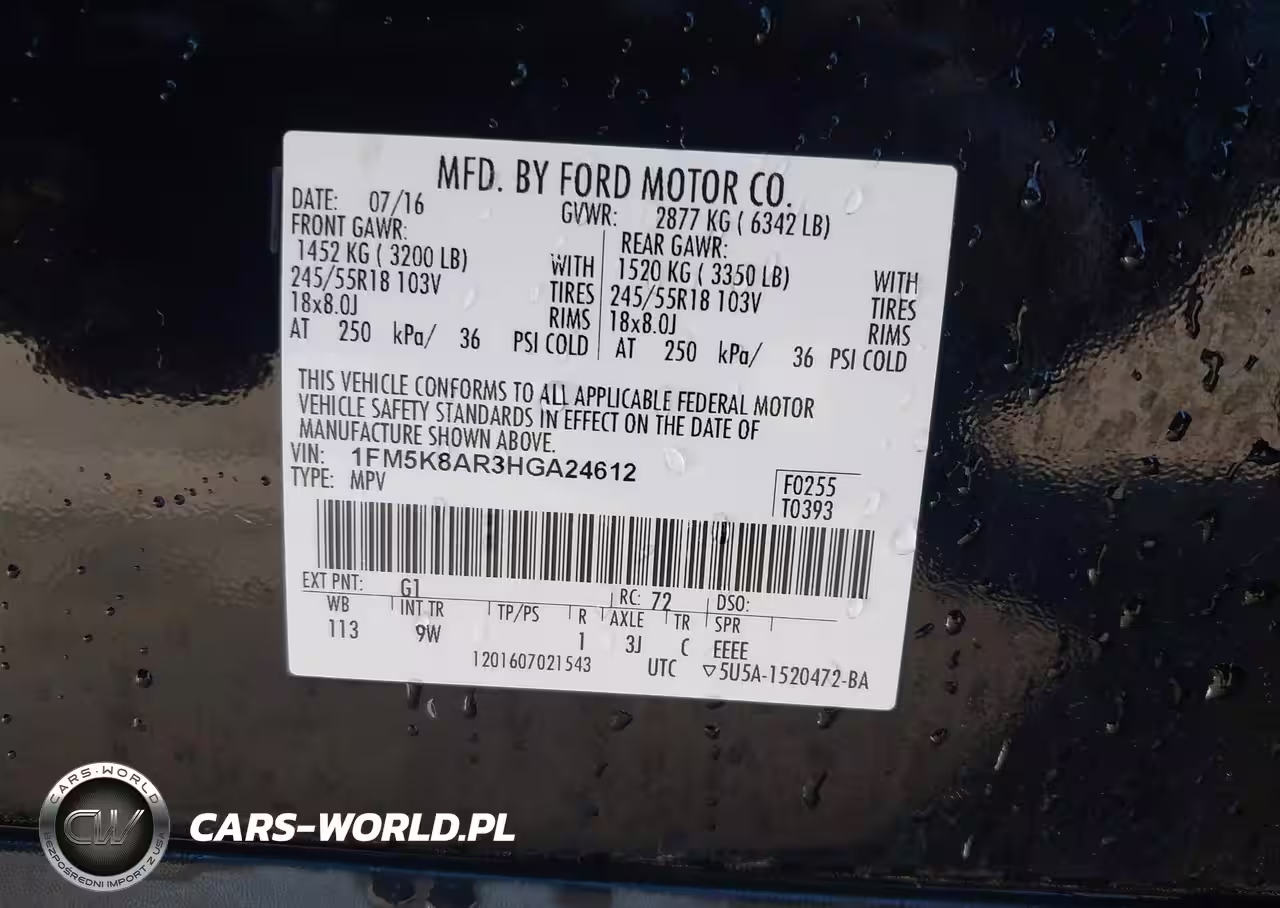 MFD. BY FORD MOTOR CO.
DATE: 07/16
GVWR: 2877 KG ( 6342 LB)
FRONT GAWR:
1452 KG ( 3200 LB) WITH
245/55R18 103V TIRES
18x8.0J RIMS
AT 250 kPa/ 36 PSI COLD
REAR GAWR:
1520 KG ( 3350 LB) WITH
245/55R18 103V TIRES
18x8.0J RIMS
AT 250 kPa/ 36 PSI COLD
THIS VEHICLE CONFORMS TO ALL APPLICABLE FEDERAL MOTOR
VEHICLE SAFETY STANDARDS IN EFFECT ON THE DATE OF
MANUFACTURE SHOWN ABOVE.
VIN: 1FM5K8AR3HGA24612
TYPE: MPV
F0255
T0393
EXT PNT: G1 RC: 72 DSO:
WB INT TR TP/PS R AXLE TR SPR
113 9W 1 3J C EEEE
1201607021543 UTC ▽5U5A-1520472-BA
CARS-WORLD
CW
BEZPOŚREDNI IMPORT Z USA
CARS-WORLD.PL